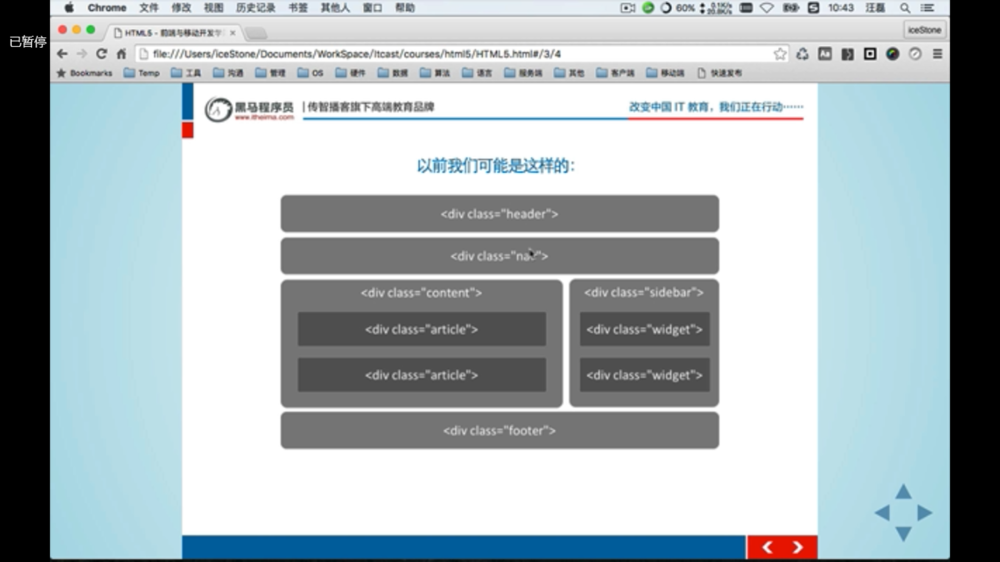 Chrome 文件 修改 视图 历史记录 书签 其他人 窗口 帮助 60% 10:43 汪磊
已暂停
HTML5 - 前端与移动开发学
iceStone
file:///Users/iceStone/Documents/WorkSpace/Itcast/courses/html5/HTML5.html#/3/4
Bookmarks Temp 工具 沟通 管理 OS 硬件 数据 算法 语言 服务端 其他 客户端 移动端 快速发布
黑马程序员 | 传智播客旗下高端教育品牌 改变中国 IT 教育，我们正在行动……
www.itheima.com
以前我们可能是这样的：
<div class="header">
<div class="nav">
<div class="content"> <div class="sidebar">
<div class="article"> <div class="widget">
<div class="article"> <div class="widget">
<div class="footer">